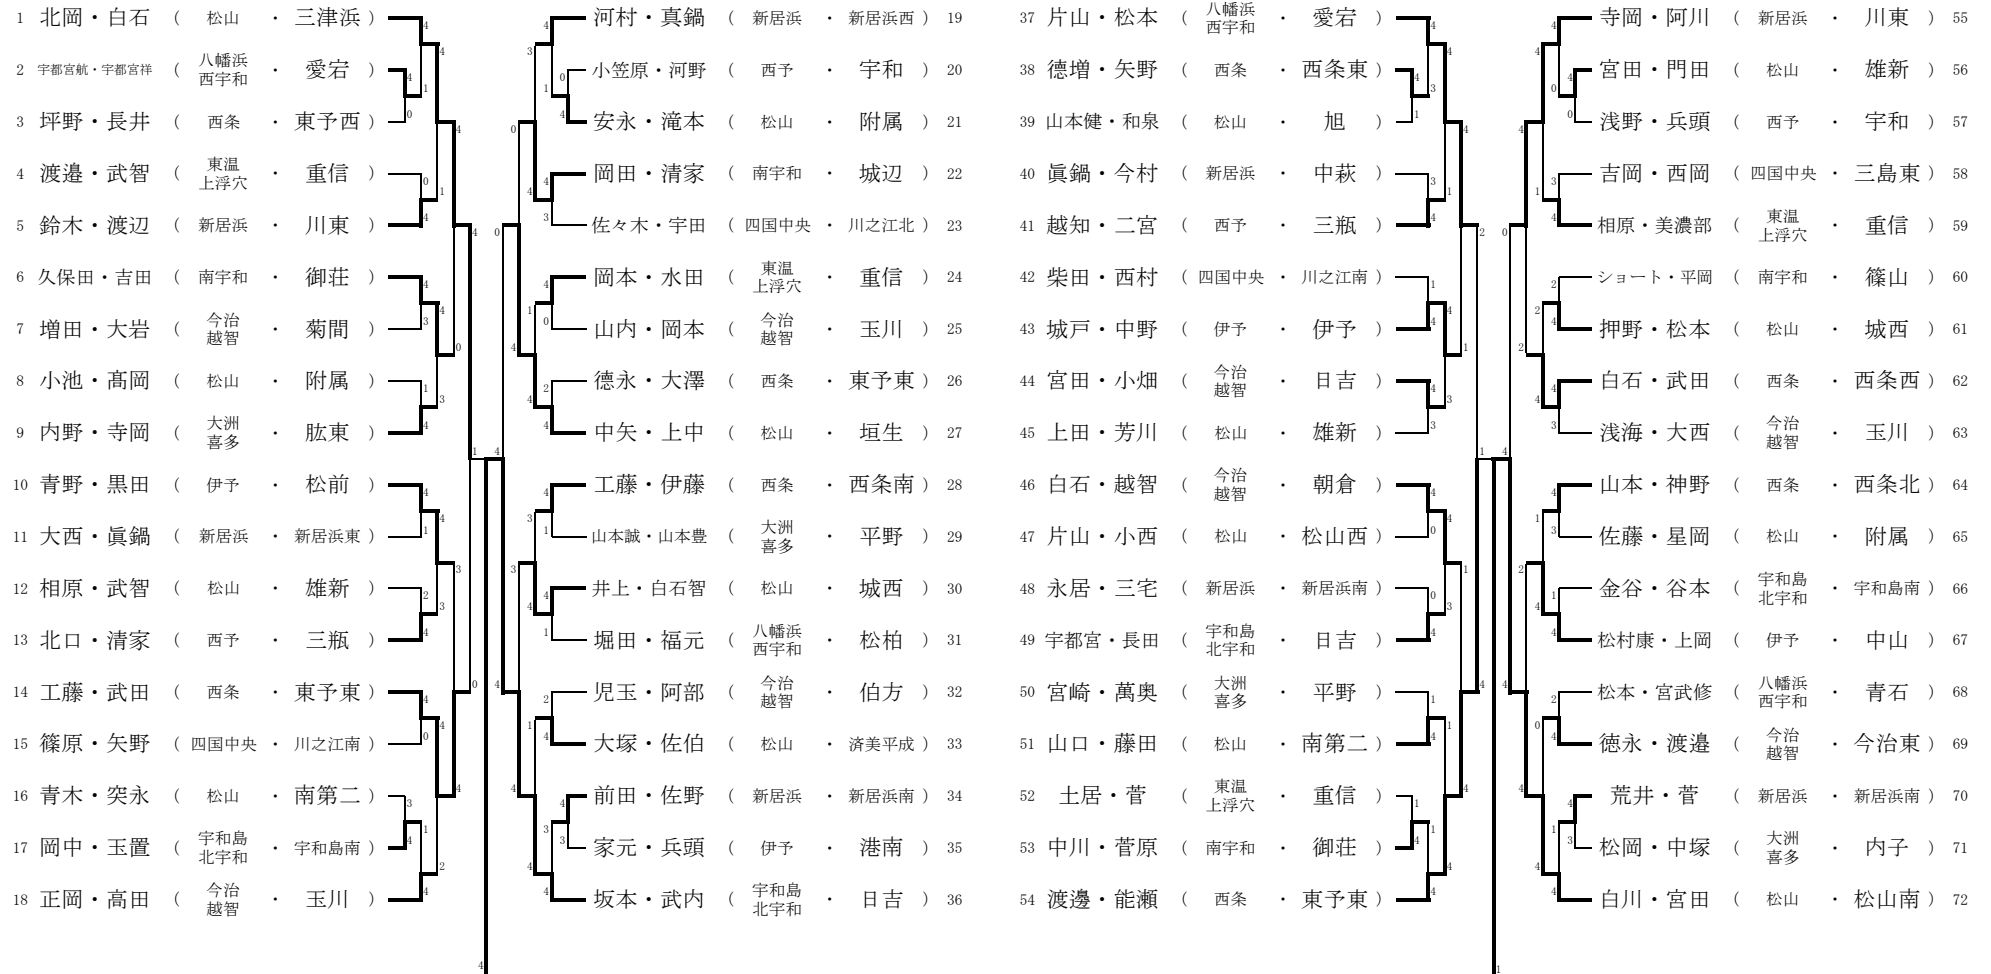 1 北岡・白石 ( 松山 ・ 三津浜 )
2 宇都宮航・宇都宮祥 ( 八幡浜西宇和 ・ 愛宕 )
3 坪野・長井 ( 西条 ・ 東予西 )
4 渡邉・武智 ( 東温上浮穴 ・ 重信 )
5 鈴木・渡辺 ( 新居浜 ・ 川東 )
6 久保田・吉田 ( 南宇和 ・ 御荘 )
7 増田・大岩 ( 今治越智 ・ 菊間 )
8 小池・髙岡 ( 松山 ・ 附属 )
9 内野・寺岡 ( 大洲喜多 ・ 肱東 )
10 青野・黒田 ( 伊予 ・ 松前 )
11 大西・眞鍋 ( 新居浜 ・ 新居浜東 )
12 相原・武智 ( 松山 ・ 雄新 )
13 北口・清家 ( 西予 ・ 三瓶 )
14 工藤・武田 ( 西条 ・ 東予東 )
15 篠原・矢野 ( 四国中央 ・ 川之江南 )
16 青木・突永 ( 松山 ・ 南第二 )
17 岡中・玉置 ( 宇和島北宇和 ・ 宇和島南 )
18 正岡・高田 ( 今治越智 ・ 玉川 )
河村・真鍋 ( 新居浜 ・ 新居浜西 ) 19
小笠原・河野 ( 西予 ・ 宇和 ) 20
安永・滝本 ( 松山 ・ 附属 ) 21
岡田・清家 ( 南宇和 ・ 城辺 ) 22
佐々木・宇田 ( 四国中央 ・ 川之江北 ) 23
岡本・水田 ( 東温上浮穴 ・ 重信 ) 24
山内・岡本 ( 今治越智 ・ 玉川 ) 25
德永・大澤 ( 西条 ・ 東予東 ) 26
中矢・上中 ( 松山 ・ 垣生 ) 27
工藤・伊藤 ( 西条 ・ 西条南 ) 28
山本誠・山本豊 ( 大洲喜多 ・ 平野 ) 29
井上・白石智 ( 松山 ・ 城西 ) 30
堀田・福元 ( 八幡浜西宇和 ・ 松柏 ) 31
児玉・阿部 ( 今治越智 ・ 伯方 ) 32
大塚・佐伯 ( 松山 ・ 済美平成 ) 33
前田・佐野 ( 新居浜 ・ 新居浜南 ) 34
家元・兵頭 ( 伊予 ・ 港南 ) 35
坂本・武内 ( 宇和島北宇和 ・ 日吉 ) 36
37 片山・松本 ( 八幡浜西宇和 ・ 愛宕 )
38 德増・矢野 ( 西条 ・ 西条東 )
39 山本健・和泉 ( 松山 ・ 旭 )
40 眞鍋・今村 ( 新居浜 ・ 中萩 )
41 越知・二宮 ( 西予 ・ 三瓶 )
42 柴田・西村 ( 四国中央 ・ 川之江南 )
43 城戸・中野 ( 伊予 ・ 伊予 )
44 宮田・小畑 ( 今治越智 ・ 日吉 )
45 上田・芳川 ( 松山 ・ 雄新 )
46 白石・越智 ( 今治越智 ・ 朝倉 )
47 片山・小西 ( 松山 ・ 松山西 )
48 永居・三宅 ( 新居浜 ・ 新居浜南 )
49 宇都宮・長田 ( 宇和島北宇和 ・ 日吉 )
50 宮崎・萬奥 ( 大洲喜多 ・ 平野 )
51 山口・藤田 ( 松山 ・ 南第二 )
52 土居・菅 ( 東温上浮穴 ・ 重信 )
53 中川・菅原 ( 南宇和 ・ 御荘 )
54 渡邊・能瀬 ( 西条 ・ 東予東 )
寺岡・阿川 ( 新居浜 ・ 川東 ) 55
宮田・門田 ( 松山 ・ 雄新 ) 56
浅野・兵頭 ( 西予 ・ 宇和 ) 57
吉岡・西岡 ( 四国中央 ・ 三島東 ) 58
相原・美濃部 ( 東温上浮穴 ・ 重信 ) 59
ショート・平岡 ( 南宇和 ・ 篠山 ) 60
押野・松本 ( 松山 ・ 城西 ) 61
白石・武田 ( 西条 ・ 西条西 ) 62
浅海・大西 ( 今治越智 ・ 玉川 ) 63
山本・神野 ( 西条 ・ 西条北 ) 64
佐藤・星岡 ( 松山 ・ 附属 ) 65
金谷・谷本 ( 宇和島北宇和 ・ 宇和島南 ) 66
松村康・上岡 ( 伊予 ・ 中山 ) 67
松本・宮武修 ( 八幡浜西宇和 ・ 青石 ) 68
徳永・渡邉 ( 今治越智 ・ 今治東 ) 69
荒井・菅 ( 新居浜 ・ 新居浜南 ) 70
松岡・中塚 ( 大洲喜多 ・ 内子 ) 71
白川・宮田 ( 松山 ・ 松山南 ) 72